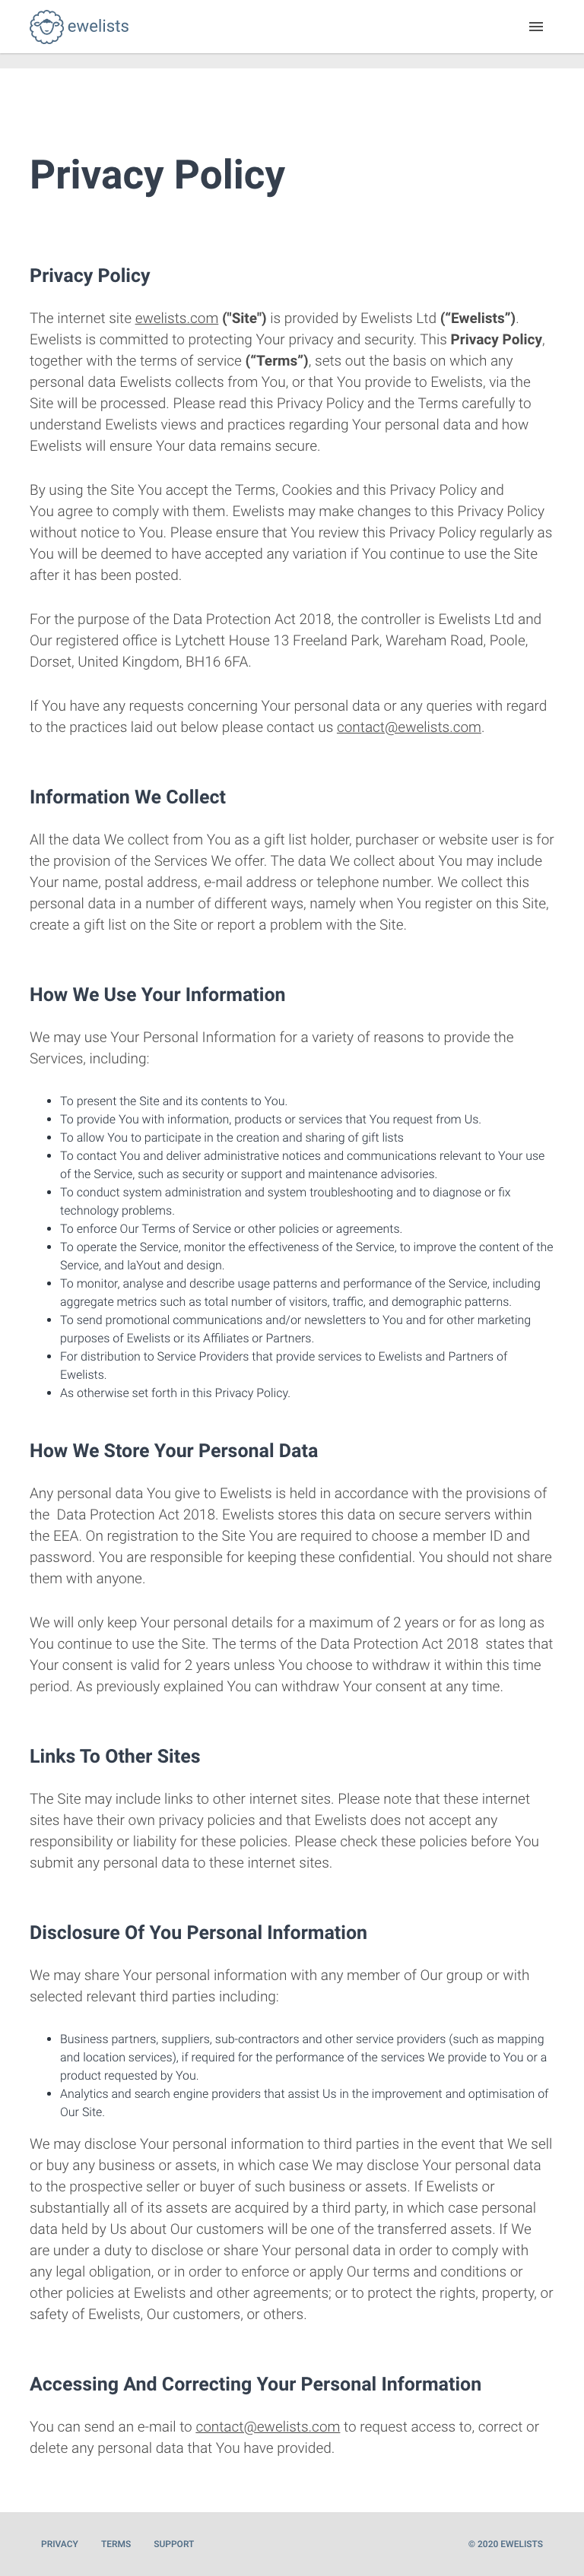 ewelists
Privacy Policy
Privacy Policy
The internet site ewelists.com ("Site") is provided by Ewelists Ltd (“Ewelists”).
Ewelists is committed to protecting Your privacy and security. This Privacy Policy,
together with the terms of service (“Terms”), sets out the basis on which any
personal data Ewelists collects from You, or that You provide to Ewelists, via the
Site will be processed. Please read this Privacy Policy and the Terms carefully to
understand Ewelists views and practices regarding Your personal data and how
Ewelists will ensure Your data remains secure.
By using the Site You accept the Terms, Cookies and this Privacy Policy and
You agree to comply with them. Ewelists may make changes to this Privacy Policy
without notice to You. Please ensure that You review this Privacy Policy regularly as
You will be deemed to have accepted any variation if You continue to use the Site
after it has been posted.
For the purpose of the Data Protection Act 2018, the controller is Ewelists Ltd and
Our registered office is Lytchett House 13 Freeland Park, Wareham Road, Poole,
Dorset, United Kingdom, BH16 6FA.
If You have any requests concerning Your personal data or any queries with regard
to the practices laid out below please contact us contact@ewelists.com.
Information We Collect
All the data We collect from You as a gift list holder, purchaser or website user is for
the provision of the Services We offer. The data We collect about You may include
Your name, postal address, e-mail address or telephone number. We collect this
personal data in a number of different ways, namely when You register on this Site,
create a gift list on the Site or report a problem with the Site.
How We Use Your Information
We may use Your Personal Information for a variety of reasons to provide the
Services, including:
• To present the Site and its contents to You.
• To provide You with information, products or services that You request from Us.
• To allow You to participate in the creation and sharing of gift lists
• To contact You and deliver administrative notices and communications relevant to Your use
of the Service, such as security or support and maintenance advisories.
• To conduct system administration and system troubleshooting and to diagnose or fix
technology problems.
• To enforce Our Terms of Service or other policies or agreements.
• To operate the Service, monitor the effectiveness of the Service, to improve the content of the
Service, and laYout and design.
• To monitor, analyse and describe usage patterns and performance of the Service, including
aggregate metrics such as total number of visitors, traffic, and demographic patterns.
• To send promotional communications and/or newsletters to You and for other marketing
purposes of Ewelists or its Affiliates or Partners.
• For distribution to Service Providers that provide services to Ewelists and Partners of
Ewelists.
• As otherwise set forth in this Privacy Policy.
How We Store Your Personal Data
Any personal data You give to Ewelists is held in accordance with the provisions of
the  Data Protection Act 2018. Ewelists stores this data on secure servers within
the EEA. On registration to the Site You are required to choose a member ID and
password. You are responsible for keeping these confidential. You should not share
them with anyone.
We will only keep Your personal details for a maximum of 2 years or for as long as
You continue to use the Site. The terms of the Data Protection Act 2018  states that
Your consent is valid for 2 years unless You choose to withdraw it within this time
period. As previously explained You can withdraw Your consent at any time.
Links To Other Sites
The Site may include links to other internet sites. Please note that these internet
sites have their own privacy policies and that Ewelists does not accept any
responsibility or liability for these policies. Please check these policies before You
submit any personal data to these internet sites.
Disclosure Of You Personal Information
We may share Your personal information with any member of Our group or with
selected relevant third parties including:
• Business partners, suppliers, sub-contractors and other service providers (such as mapping
and location services), if required for the performance of the services We provide to You or a
product requested by You.
• Analytics and search engine providers that assist Us in the improvement and optimisation of
Our Site.
We may disclose Your personal information to third parties in the event that We sell
or buy any business or assets, in which case We may disclose Your personal data
to the prospective seller or buyer of such business or assets. If Ewelists or
substantially all of its assets are acquired by a third party, in which case personal
data held by Us about Our customers will be one of the transferred assets. If We
are under a duty to disclose or share Your personal data in order to comply with
any legal obligation, or in order to enforce or apply Our terms and conditions or
other policies at Ewelists and other agreements; or to protect the rights, property, or
safety of Ewelists, Our customers, or others.
Accessing And Correcting Your Personal Information
You can send an e-mail to contact@ewelists.com to request access to, correct or
delete any personal data that You have provided.
PRIVACY TERMS SUPPORT © 2020 EWELISTS